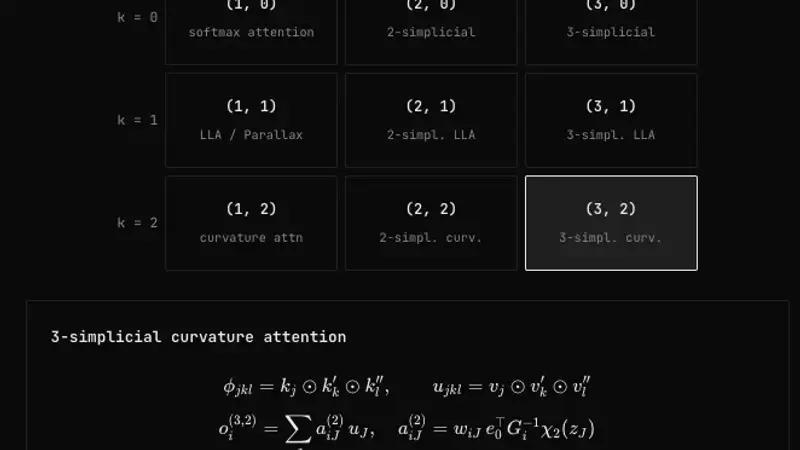 (1, 0) (2, 0) (3, 0)
k = 0
softmax attention 2-simplicial 3-simplicial
(1, 1) (2, 1) (3, 1)
k = 1
LLA / Parallax 2-simpl. LLA 3-simpl. LLA
(1, 2) (2, 2) (3, 2)
k = 2
curvature attn 2-simpl. curv. 3-simpl. curv.
3-simplicial curvature attention
ϕ_{jkl} = k_j ⊙ k′_k ⊙ k″_l, u_{jkl} = v_j ⊙ v′_k ⊙ v″_l
o_i^{(3,2)} = ∑ a_{iJ}^{(2)} u_J, a_{iJ}^{(2)} = w_{iJ} e_0^⊤ G_i^{-1} χ_2(z_J)